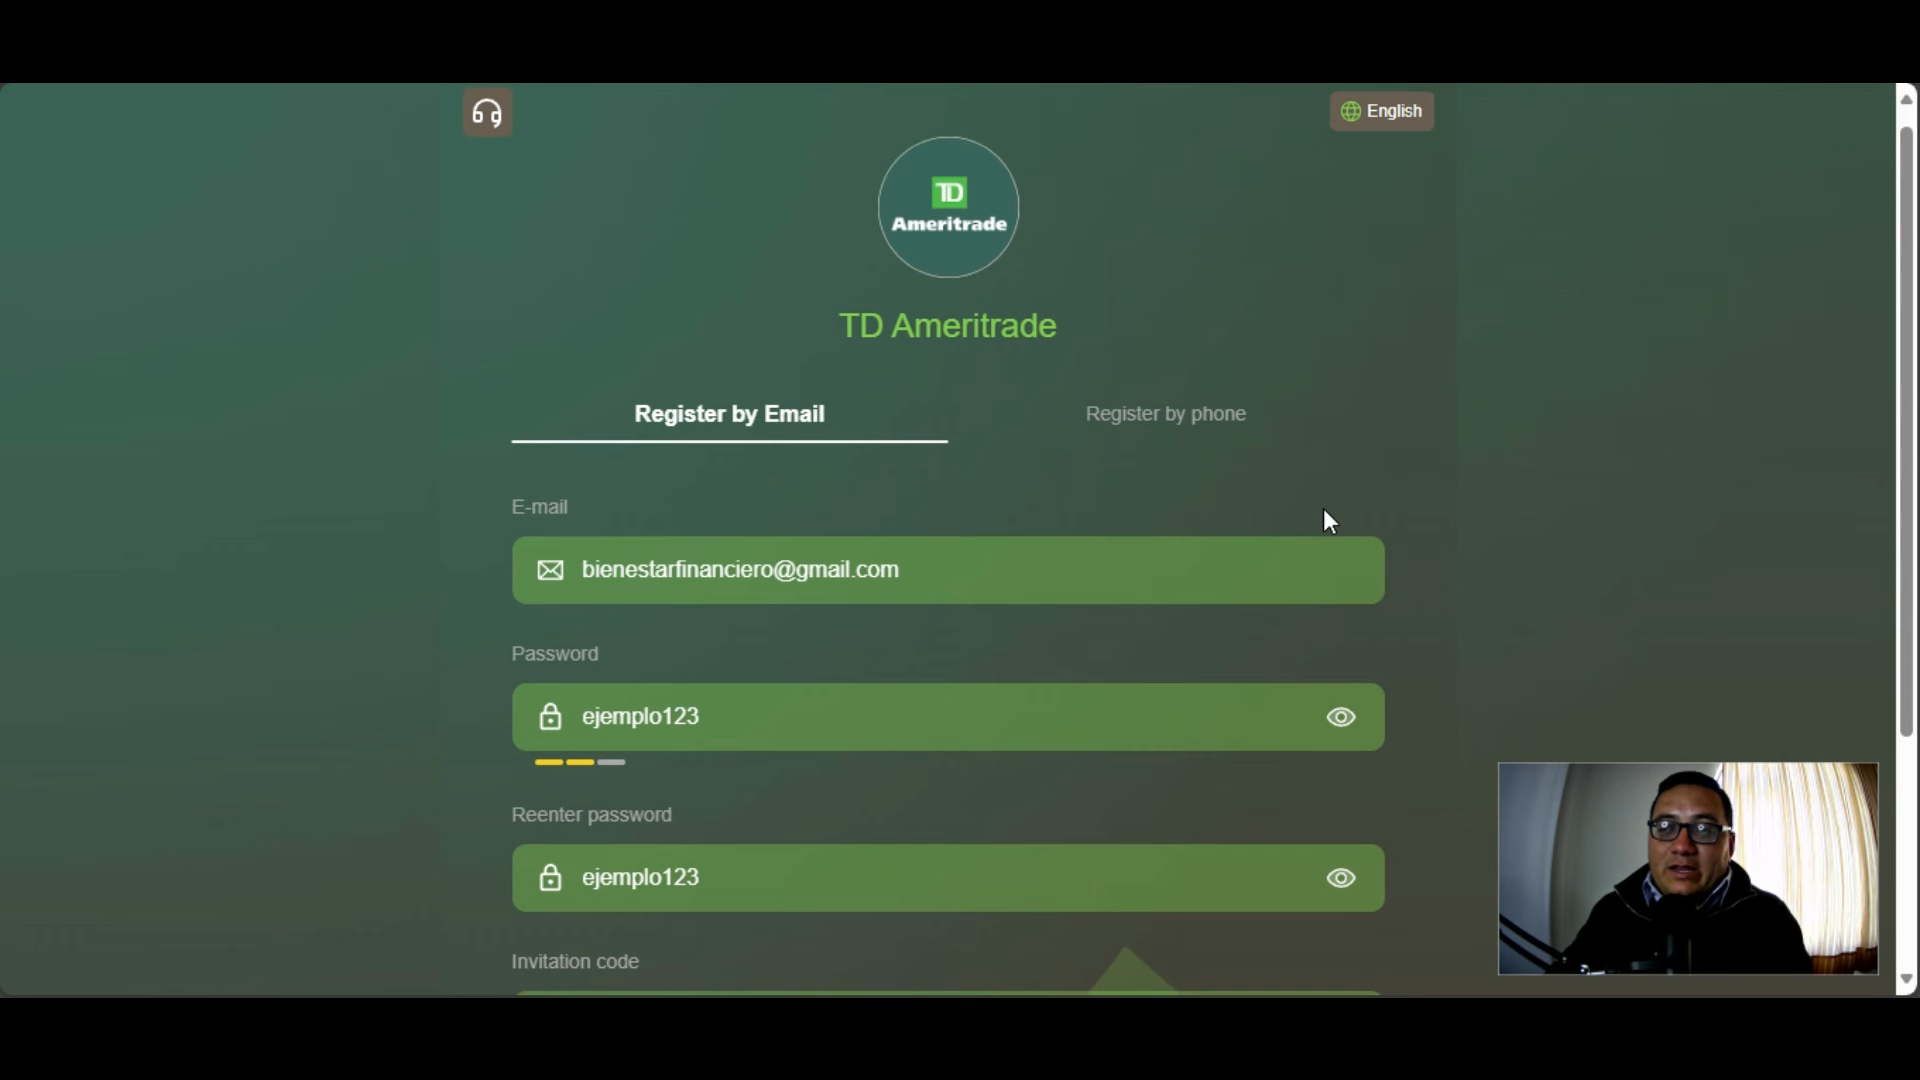 English
TD
Ameritrade
TD Ameritrade
Register by Email
Register by phone
E-mail
bienestarfinanciero@gmail.com
Password
ejemplo123
Reenter password
ejemplo123
Invitation code